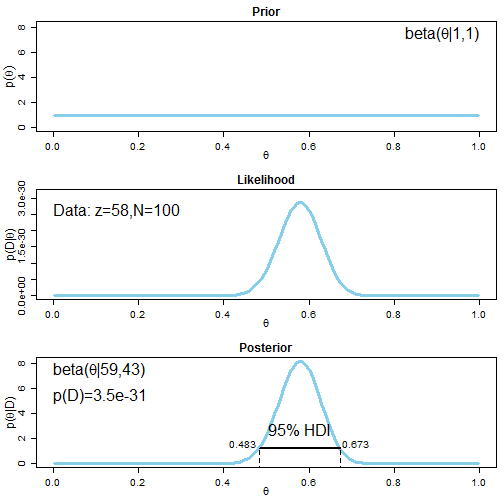 Prior
beta(θ|1,1)
p(θ)
0 2 4 6 8
0.0 0.2 0.4 0.6 0.8 1.0
θ
Likelihood
Data: z=58,N=100
p(D|θ)
0.0e+00 1.5e-30 3.0e-30
0.0 0.2 0.4 0.6 0.8 1.0
θ
Posterior
beta(θ|59,43)
p(D)=3.5e-31
p(θ|D)
0 2 4 6 8
95% HDI
0.483 0.673
0.0 0.2 0.4 0.6 0.8 1.0
θ